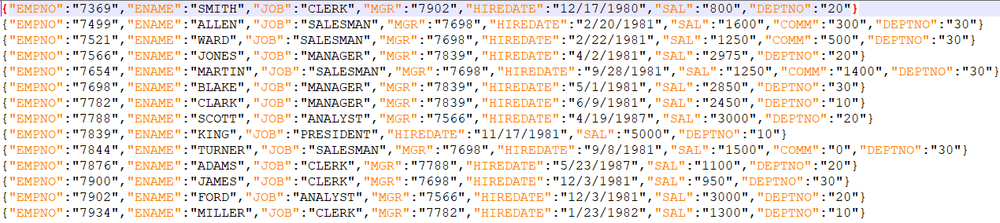 {"EMPNO":"7369","ENAME":"SMITH","JOB":"CLERK","MGR":"7902","HIREDATE":"12/17/1980","SAL":"800","DEPTNO":"20"}
{"EMPNO":"7499","ENAME":"ALLEN","JOB":"SALESMAN","MGR":"7698","HIREDATE":"2/20/1981","SAL":"1600","COMM":"300","DEPTNO":"30"}
{"EMPNO":"7521","ENAME":"WARD","JOB":"SALESMAN","MGR":"7698","HIREDATE":"2/22/1981","SAL":"1250","COMM":"500","DEPTNO":"30"}
{"EMPNO":"7566","ENAME":"JONES","JOB":"MANAGER","MGR":"7839","HIREDATE":"4/2/1981","SAL":"2975","DEPTNO":"20"}
{"EMPNO":"7654","ENAME":"MARTIN","JOB":"SALESMAN","MGR":"7698","HIREDATE":"9/28/1981","SAL":"1250","COMM":"1400","DEPTNO":"30"}
{"EMPNO":"7698","ENAME":"BLAKE","JOB":"MANAGER","MGR":"7839","HIREDATE":"5/1/1981","SAL":"2850","DEPTNO":"30"}
{"EMPNO":"7782","ENAME":"CLARK","JOB":"MANAGER","MGR":"7839","HIREDATE":"6/9/1981","SAL":"2450","DEPTNO":"10"}
{"EMPNO":"7788","ENAME":"SCOTT","JOB":"ANALYST","MGR":"7566","HIREDATE":"4/19/1987","SAL":"3000","DEPTNO":"20"}
{"EMPNO":"7839","ENAME":"KING","JOB":"PRESIDENT","HIREDATE":"11/17/1981","SAL":"5000","DEPTNO":"10"}
{"EMPNO":"7844","ENAME":"TURNER","JOB":"SALESMAN","MGR":"7698","HIREDATE":"9/8/1981","SAL":"1500","COMM":"0","DEPTNO":"30"}
{"EMPNO":"7876","ENAME":"ADAMS","JOB":"CLERK","MGR":"7788","HIREDATE":"5/23/1987","SAL":"1100","DEPTNO":"20"}
{"EMPNO":"7900","ENAME":"JAMES","JOB":"CLERK","MGR":"7698","HIREDATE":"12/3/1981","SAL":"950","DEPTNO":"30"}
{"EMPNO":"7902","ENAME":"FORD","JOB":"ANALYST","MGR":"7566","HIREDATE":"12/3/1981","SAL":"3000","DEPTNO":"20"}
{"EMPNO":"7934","ENAME":"MILLER","JOB":"CLERK","MGR":"7782","HIREDATE":"1/23/1982","SAL":"1300","DEPTNO":"10"}